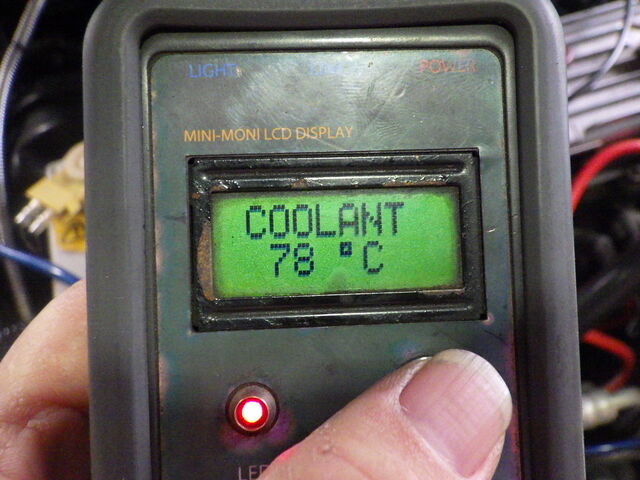 LIGHT POWER
MINI-MONI LCD DISPLAY
COOLANT
78 °C